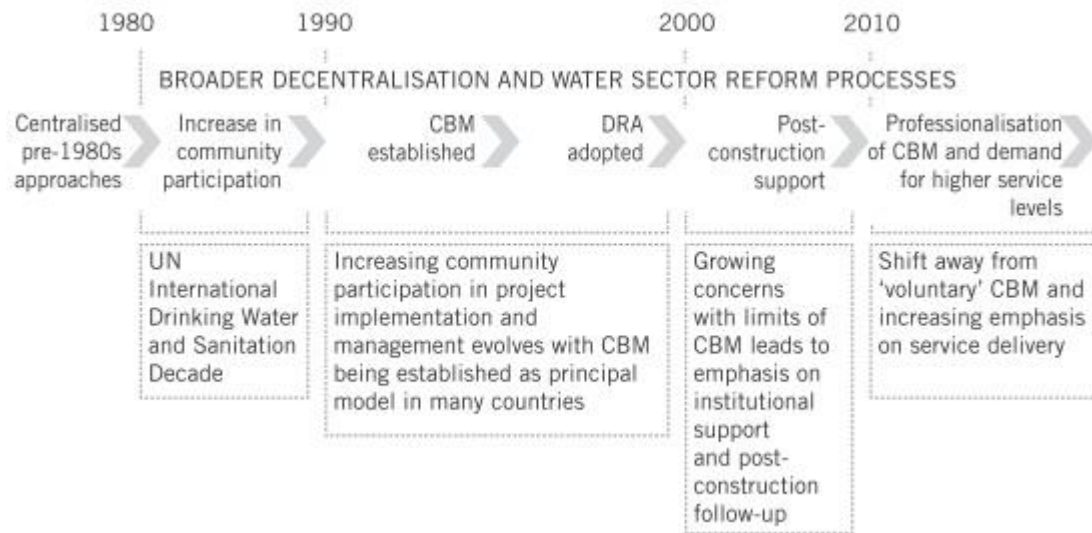 1980
1990
2000
2010
BROADER DECENTRALISATION AND WATER SECTOR REFORM PROCESSES
Centralised
pre-1980s
approaches
Increase in
community
participation
CBM
established
DRA
adopted
Post-
construction
support
Professionalisation
of CBM and demand
for higher service
levels
UN
International
Drinking Water
and Sanitation
Decade
Increasing community
participation in project
implementation and
management evolves with CBM
being established as principal
model in many countries
Growing
concerns
with limits of
CBM leads to
emphasis on
institutional
support
and post-
construction
follow-up
Shift away from
‘voluntary’ CBM and
increasing emphasis
on service delivery